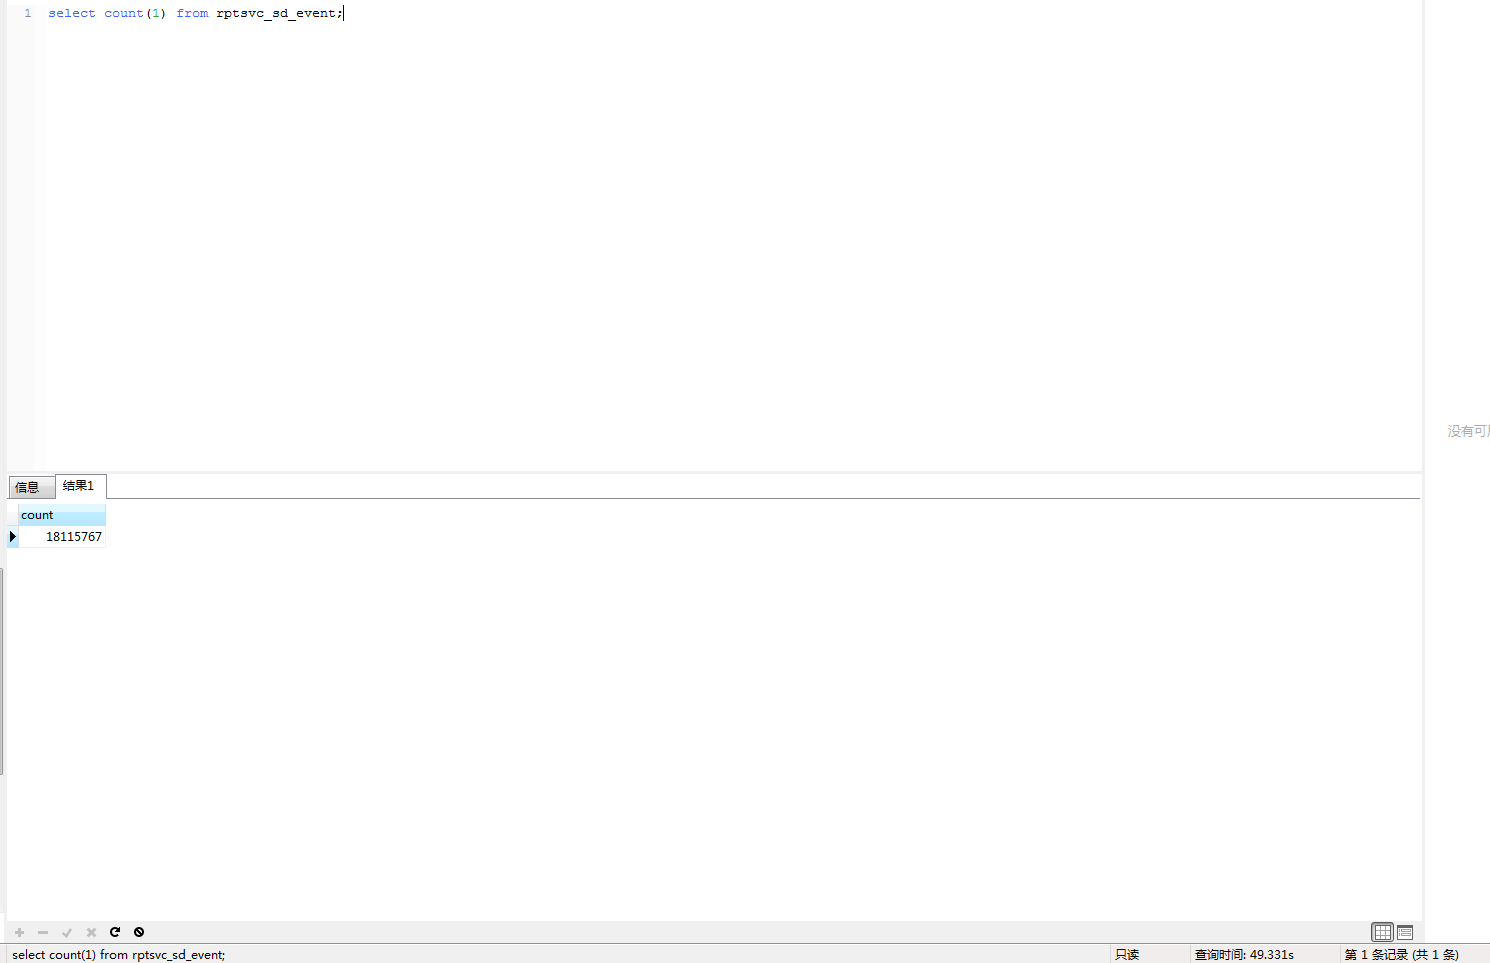 1 select count(1) from rptsvc_sd_event;
没有可
信息 结果1
count
18115767
select count(1) from rptsvc_sd_event; 只读 查询时间: 49.331s 第 1 条记录 (共 1 条)